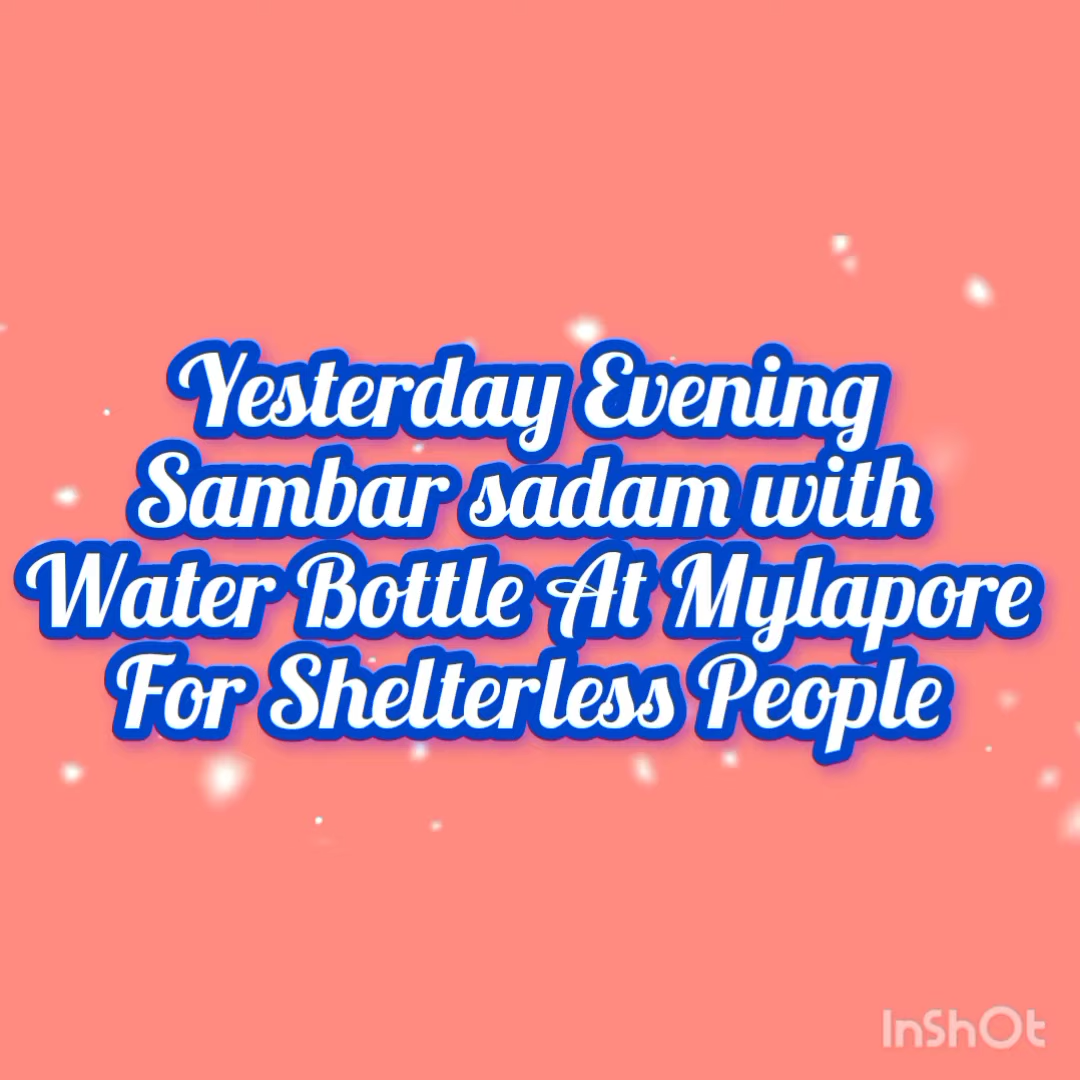 Yesterday Evening
Sambar sadam with
Water Bottle At Mylapore
For Shelterless People
InShOt